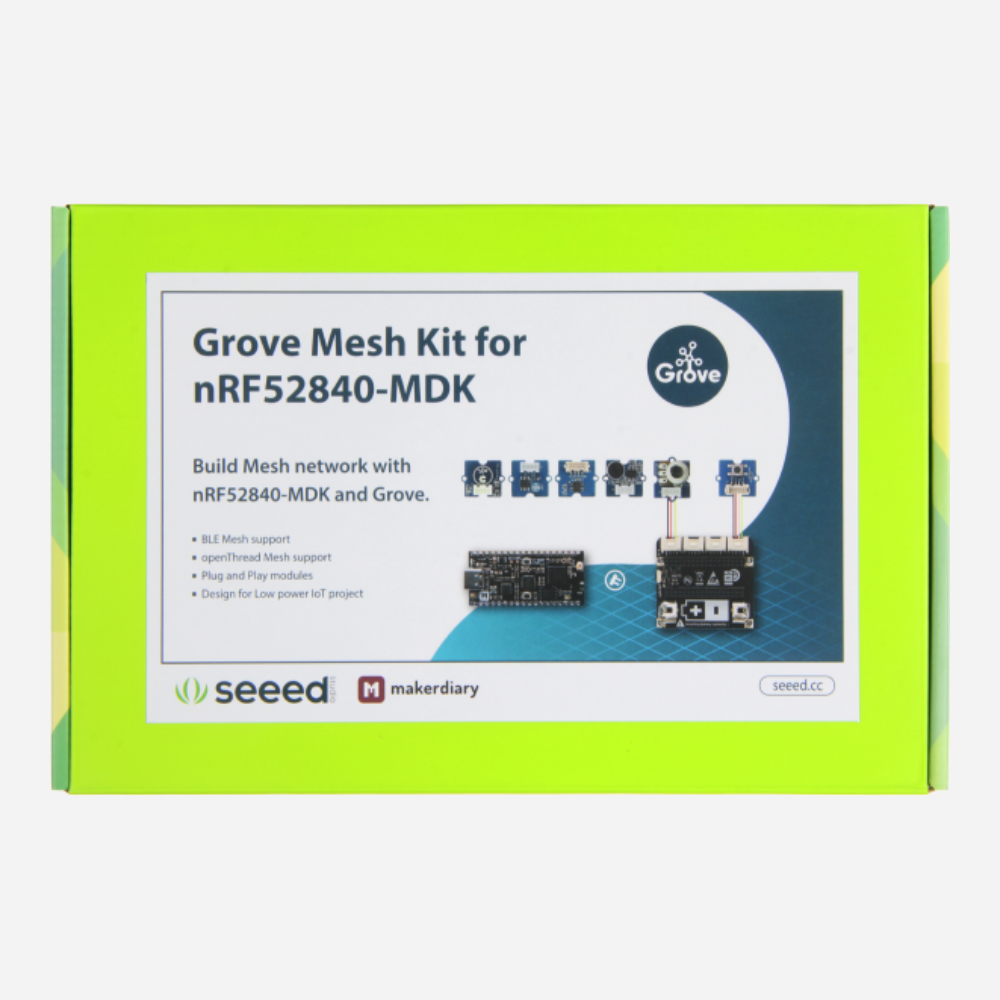 Grove Mesh Kit for
nRF52840-MDK
Grove
Build Mesh network with
nRF52840-MDK and Grove.
▪ BLE Mesh support
▪ openThread Mesh support
▪ Plug and Play modules
▪ Design for Low power IoT project
seeed
studio
M makerdiary
seeed.cc